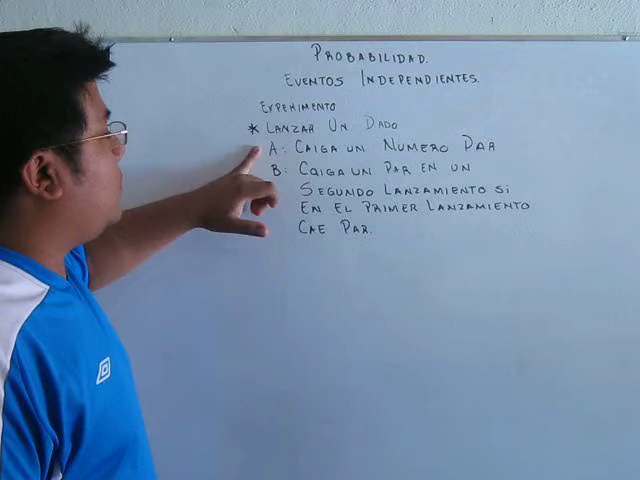 PROBABILIDAD.
EVENTOS INDEPENDIENTES.
EXPERIMENTO
* LANZAR UN DADO
A: CAIGA UN NUMERO PAR
B: CAIGA UN PAR EN UN
SEGUNDO LANZAMIENTO SI
EN EL PRIMER LANZAMIENTO
CAE PAR.